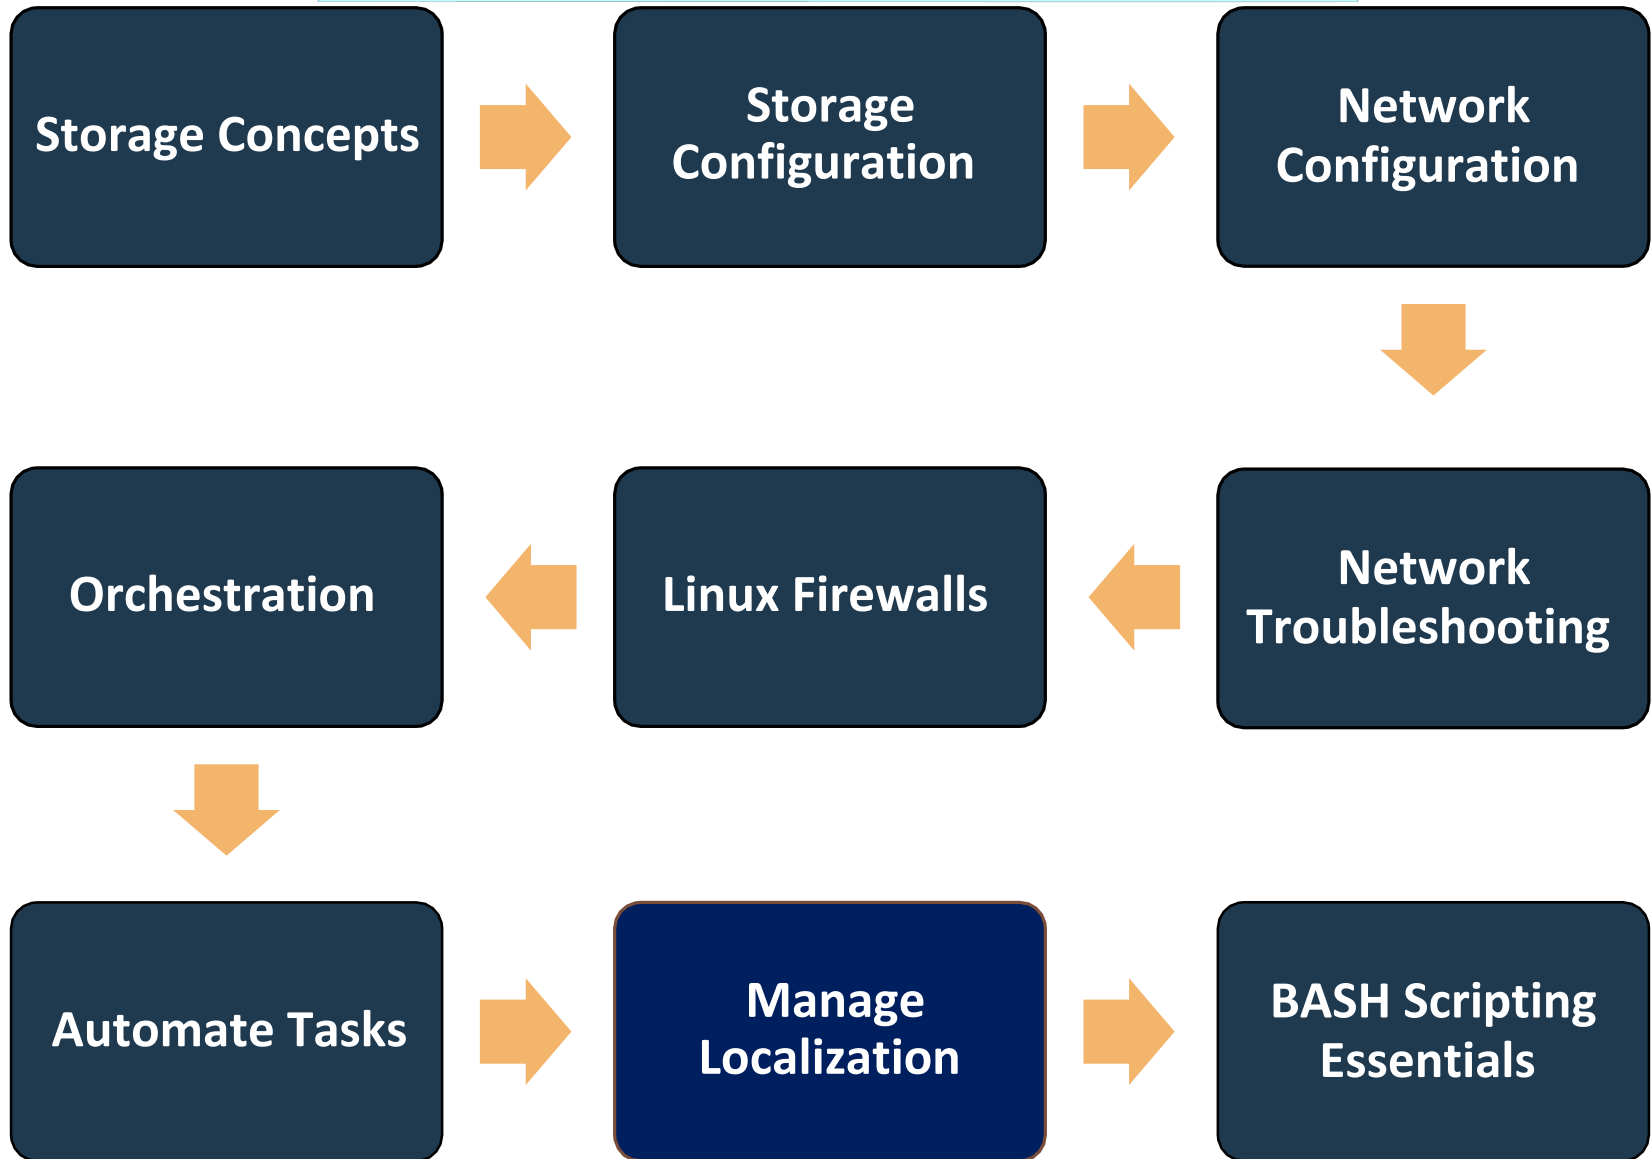 Storage Concepts
Storage
Configuration
Network
Configuration
Network
Troubleshooting
Linux Firewalls
Orchestration
Automate Tasks
Manage
Localization
BASH Scripting
Essentials